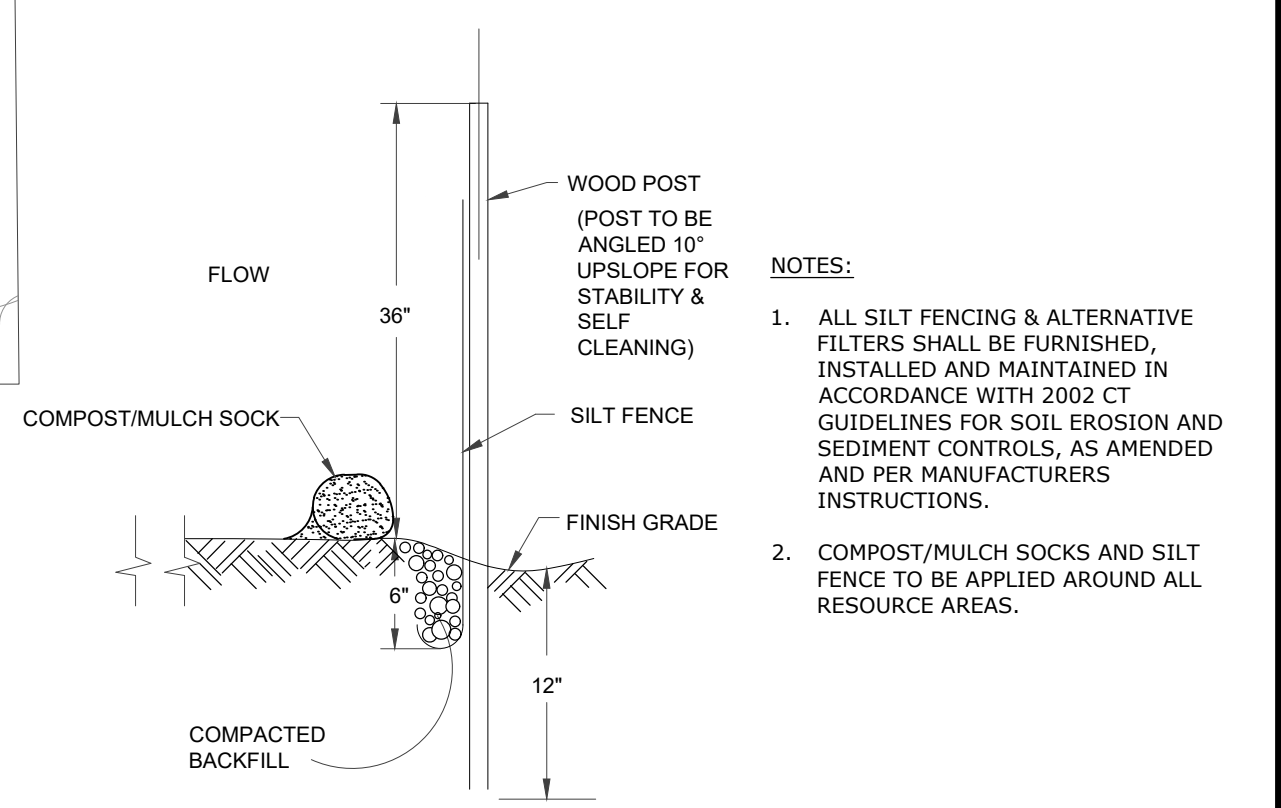 WOOD POST
(POST TO BE
ANGLED 10°
UPSLOPE FOR
STABILITY &
SELF
CLEANING)
FLOW
36"
COMPOST/MULCH SOCK
SILT FENCE
FINISH GRADE
6"
12"
COMPACTED
BACKFILL
NOTES:
1. ALL SILT FENCING & ALTERNATIVE
FILTERS SHALL BE FURNISHED,
INSTALLED AND MAINTAINED IN
ACCORDANCE WITH 2002 CT
GUIDELINES FOR SOIL EROSION AND
SEDIMENT CONTROLS, AS AMENDED
AND PER MANUFACTURERS
INSTRUCTIONS.
2. COMPOST/MULCH SOCKS AND SILT
FENCE TO BE APPLIED AROUND ALL
RESOURCE AREAS.